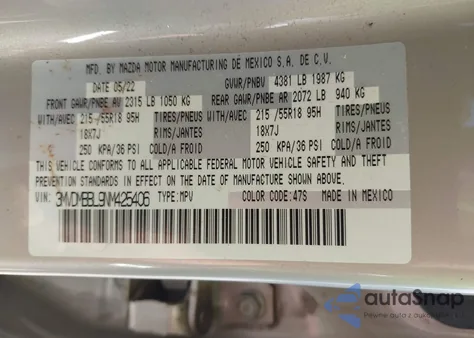 MFD. BY MAZDA MOTOR MANUFACTURING DE MEXICO S.A. DE C.V.
DATE 05/22 GVWR/PNBV 4381 LB 1987 KG
FRONT GAWR/PNBE AV 2315 LB 1050 KG REAR GAWR/PNBE AR 2072 LB 940 KG
WITH/AVEC 215/55R18 95H TIRES/PNEUS WITH/AVEC 215/55R18 95H TIRES/PNEUS
18X7J RIMS/JANTES 18X7J RIMS/JANTES
250 KPA/36 PSI COLD/A FROID 250 KPA/36 PSI COLD/A FROID
THIS VEHICLE CONFORMS TO ALL APPLICABLE FEDERAL MOTOR VEHICLE SAFETY AND THEFT
PREVENTION STANDARDS IN EFFECT ON THE DATE OF MANUFACTURE SHOWN ABOVE.
VIN: 3MVDMBBL9NM425406 TYPE:MPV COLOR CODE:47S MADE IN MEXICO
autoSnap
Pewne auta z aukcji